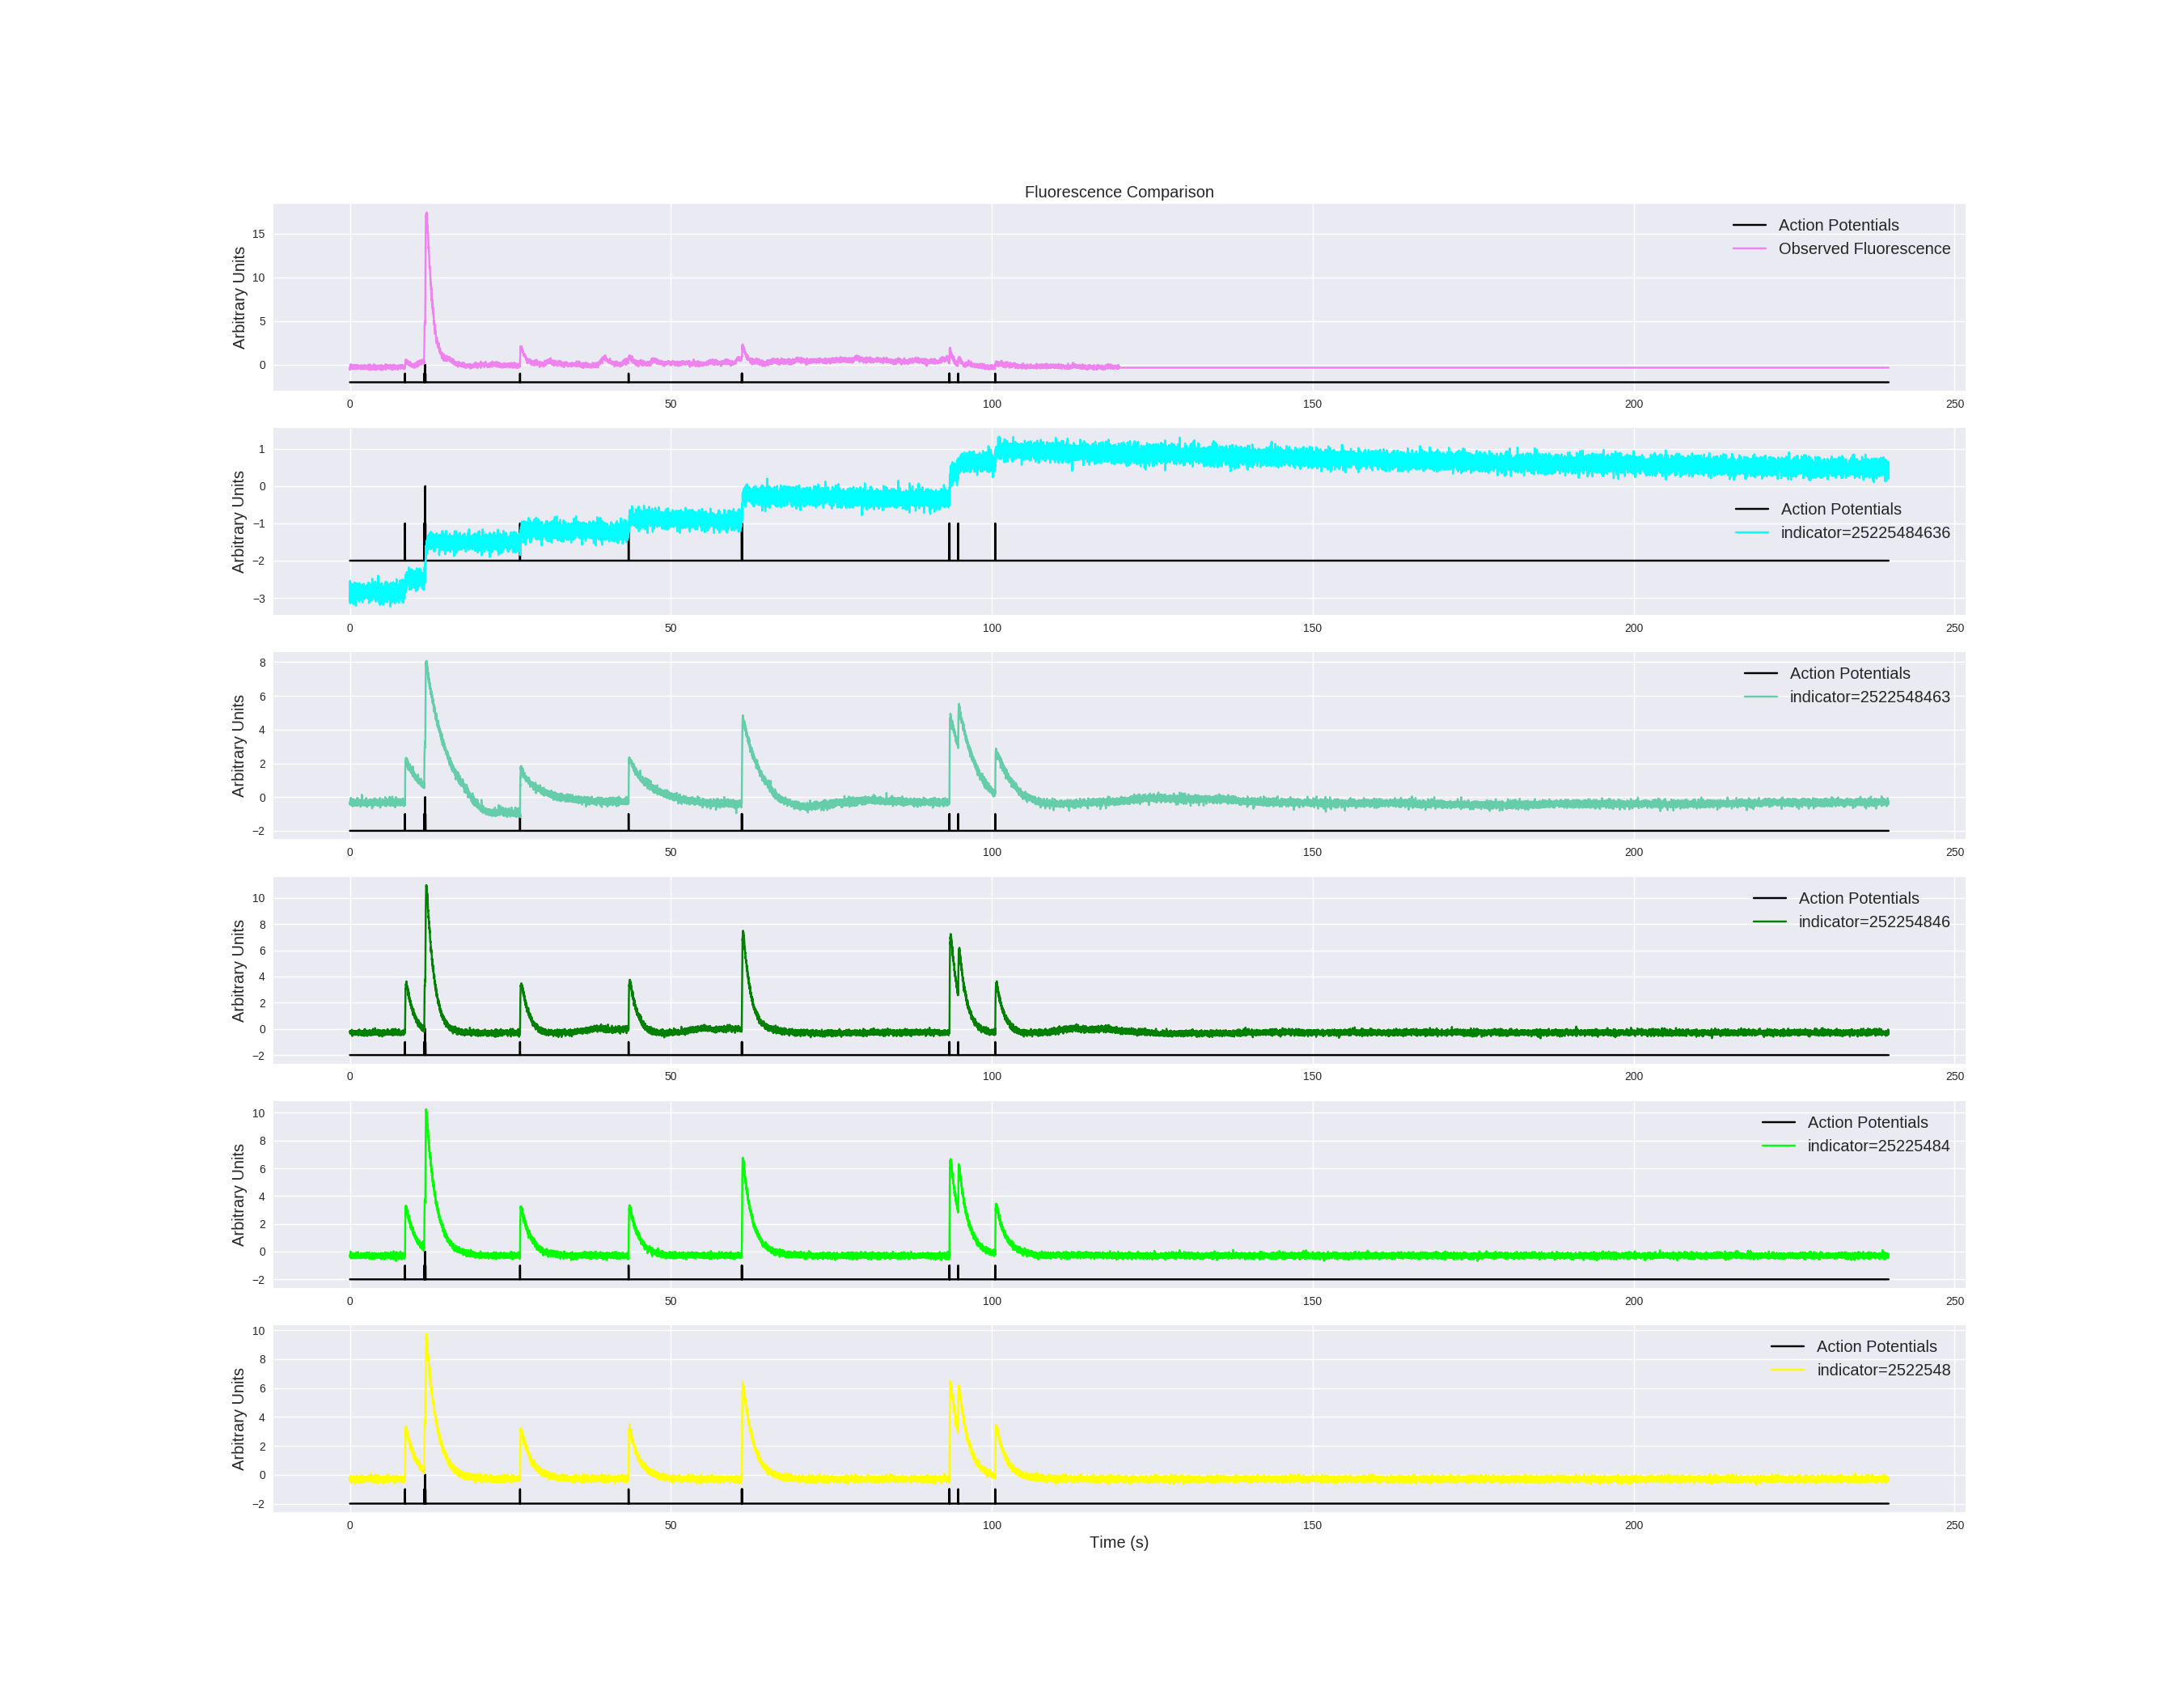 Fluorescence Comparison
Arbitrary Units
15
10
5
0
Action Potentials
Observed Fluorescence
0 50 100 150 200 250
Arbitrary Units
1
0
−1
−2
−3
Action Potentials
indicator=25225484636
0 50 100 150 200 250
Arbitrary Units
8
6
4
2
0
−2
Action Potentials
indicator=2522548463
0 50 100 150 200 250
Arbitrary Units
10
8
6
4
2
0
−2
Action Potentials
indicator=252254846
0 50 100 150 200 250
Arbitrary Units
10
8
6
4
2
0
−2
Action Potentials
indicator=25225484
0 50 100 150 200 250
Arbitrary Units
10
8
6
4
2
0
−2
Action Potentials
indicator=2522548
0 50 100 150 200 250
Time (s)